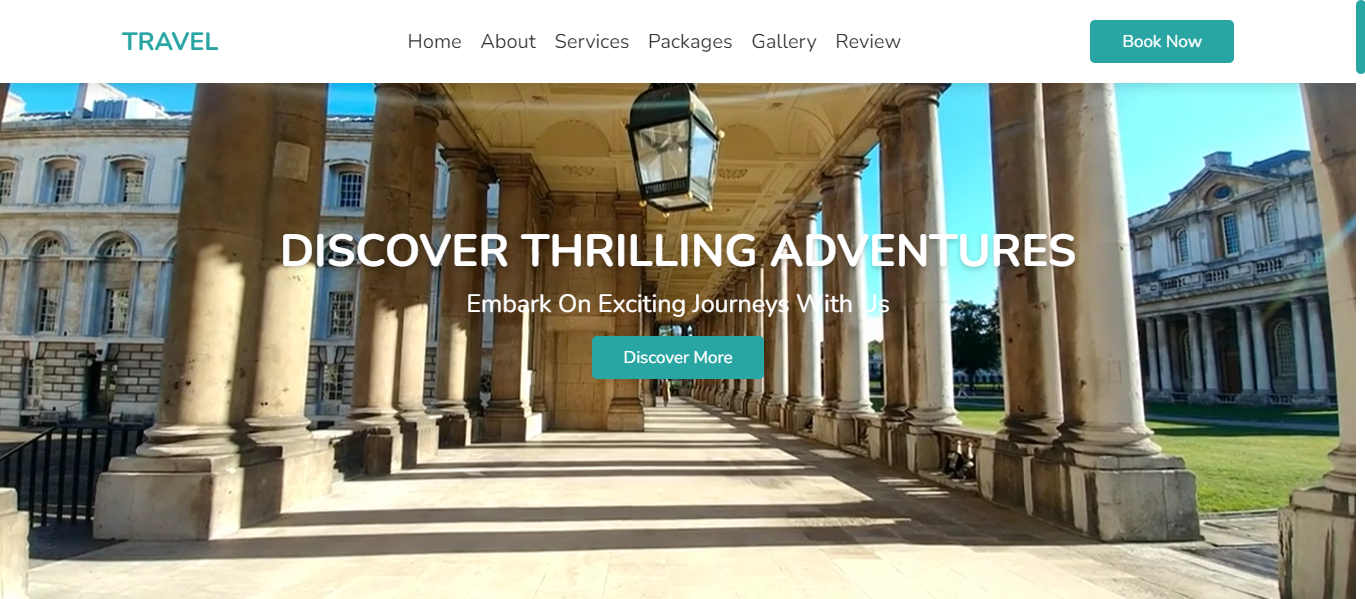 TRAVEL
Home About Services Packages Gallery Review
Book Now
DISCOVER THRILLING ADVENTURES
Embark On Exciting Journeys With Us
Discover More